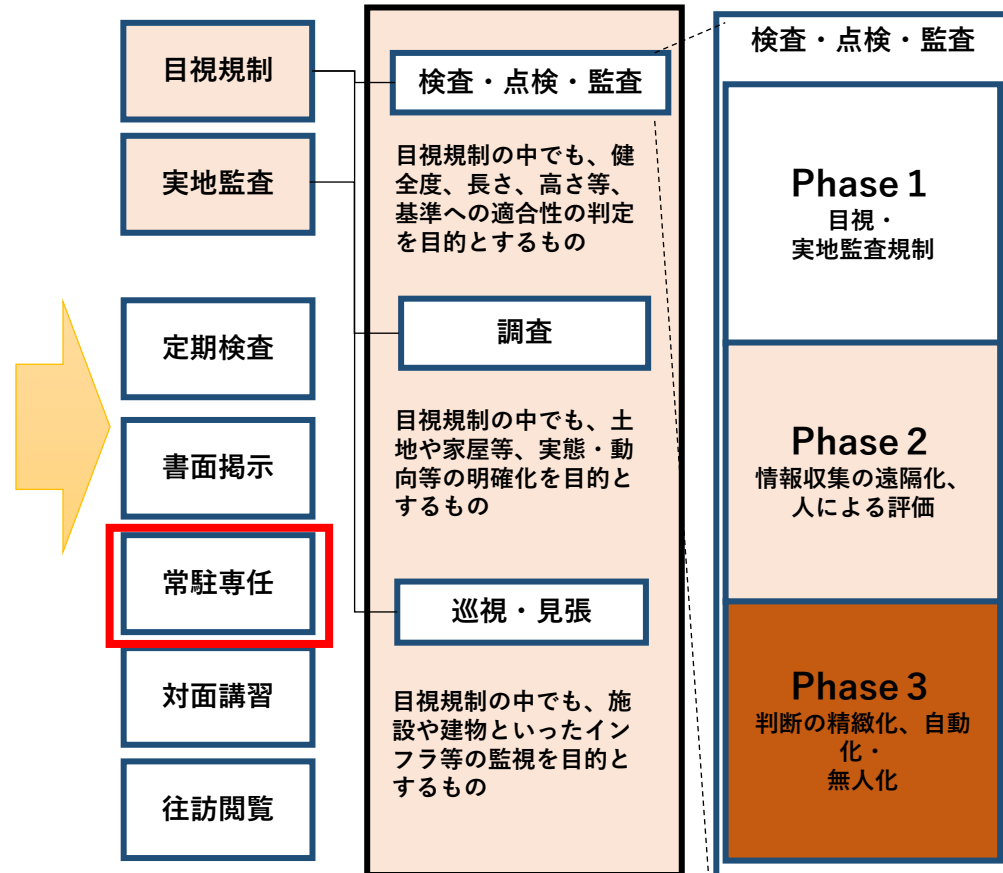 目視規制
実地監査
定期検査
書面掲示
常駐専任
対面講習
往訪閲覧
検査・点検・監査
目視規制の中でも、健
全度、長さ、高さ等、
基準への適合性の判定
を目的とするもの
調査
目視規制の中でも、土
地や家屋等、実態・動
向等の明確化を目的と
するもの
巡視・見張
目視規制の中でも、施
設や建物といったイン
フラ等の監視を目的と
するもの
検査・点検・監査
Phase 1
目視・
実地監査規制
Phase 2
情報収集の遠隔化、
人による評価
Phase 3
判断の精緻化、自動
化・
無人化